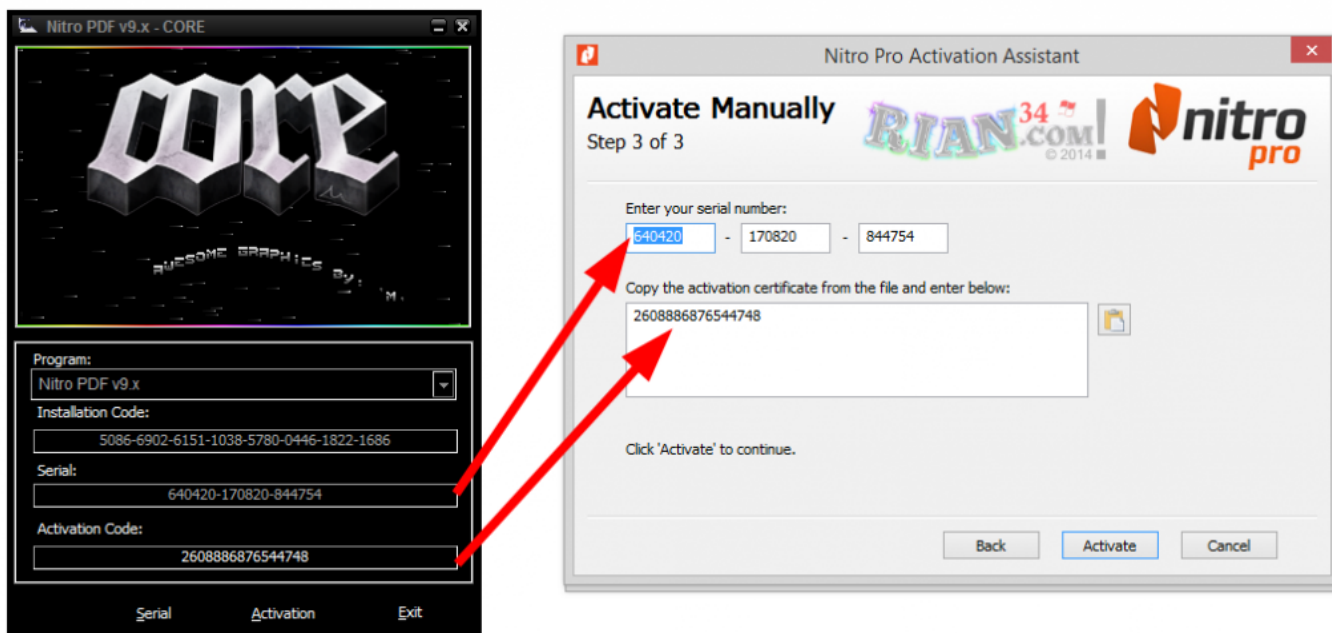 Nitro PDF v9.x - CORE
CORE
AWESOME GRAPHICS BY: 'M.
Program:
Nitro PDF v9.x
Installation Code:
5086-6902-6151-1038-5780-0446-1822-1686
Serial:
640420-170820-844754
Activation Code:
2608886876544748
Serial Activation Exit
Nitro Pro Activation Assistant
Activate Manually
Step 3 of 3
RIAN34.COM!
© 2014
nitro
pro
Enter your serial number:
640420 - 170820 - 844754
Copy the activation certificate from the file and enter below:
2608886876544748
Click 'Activate' to continue.
Back Activate Cancel